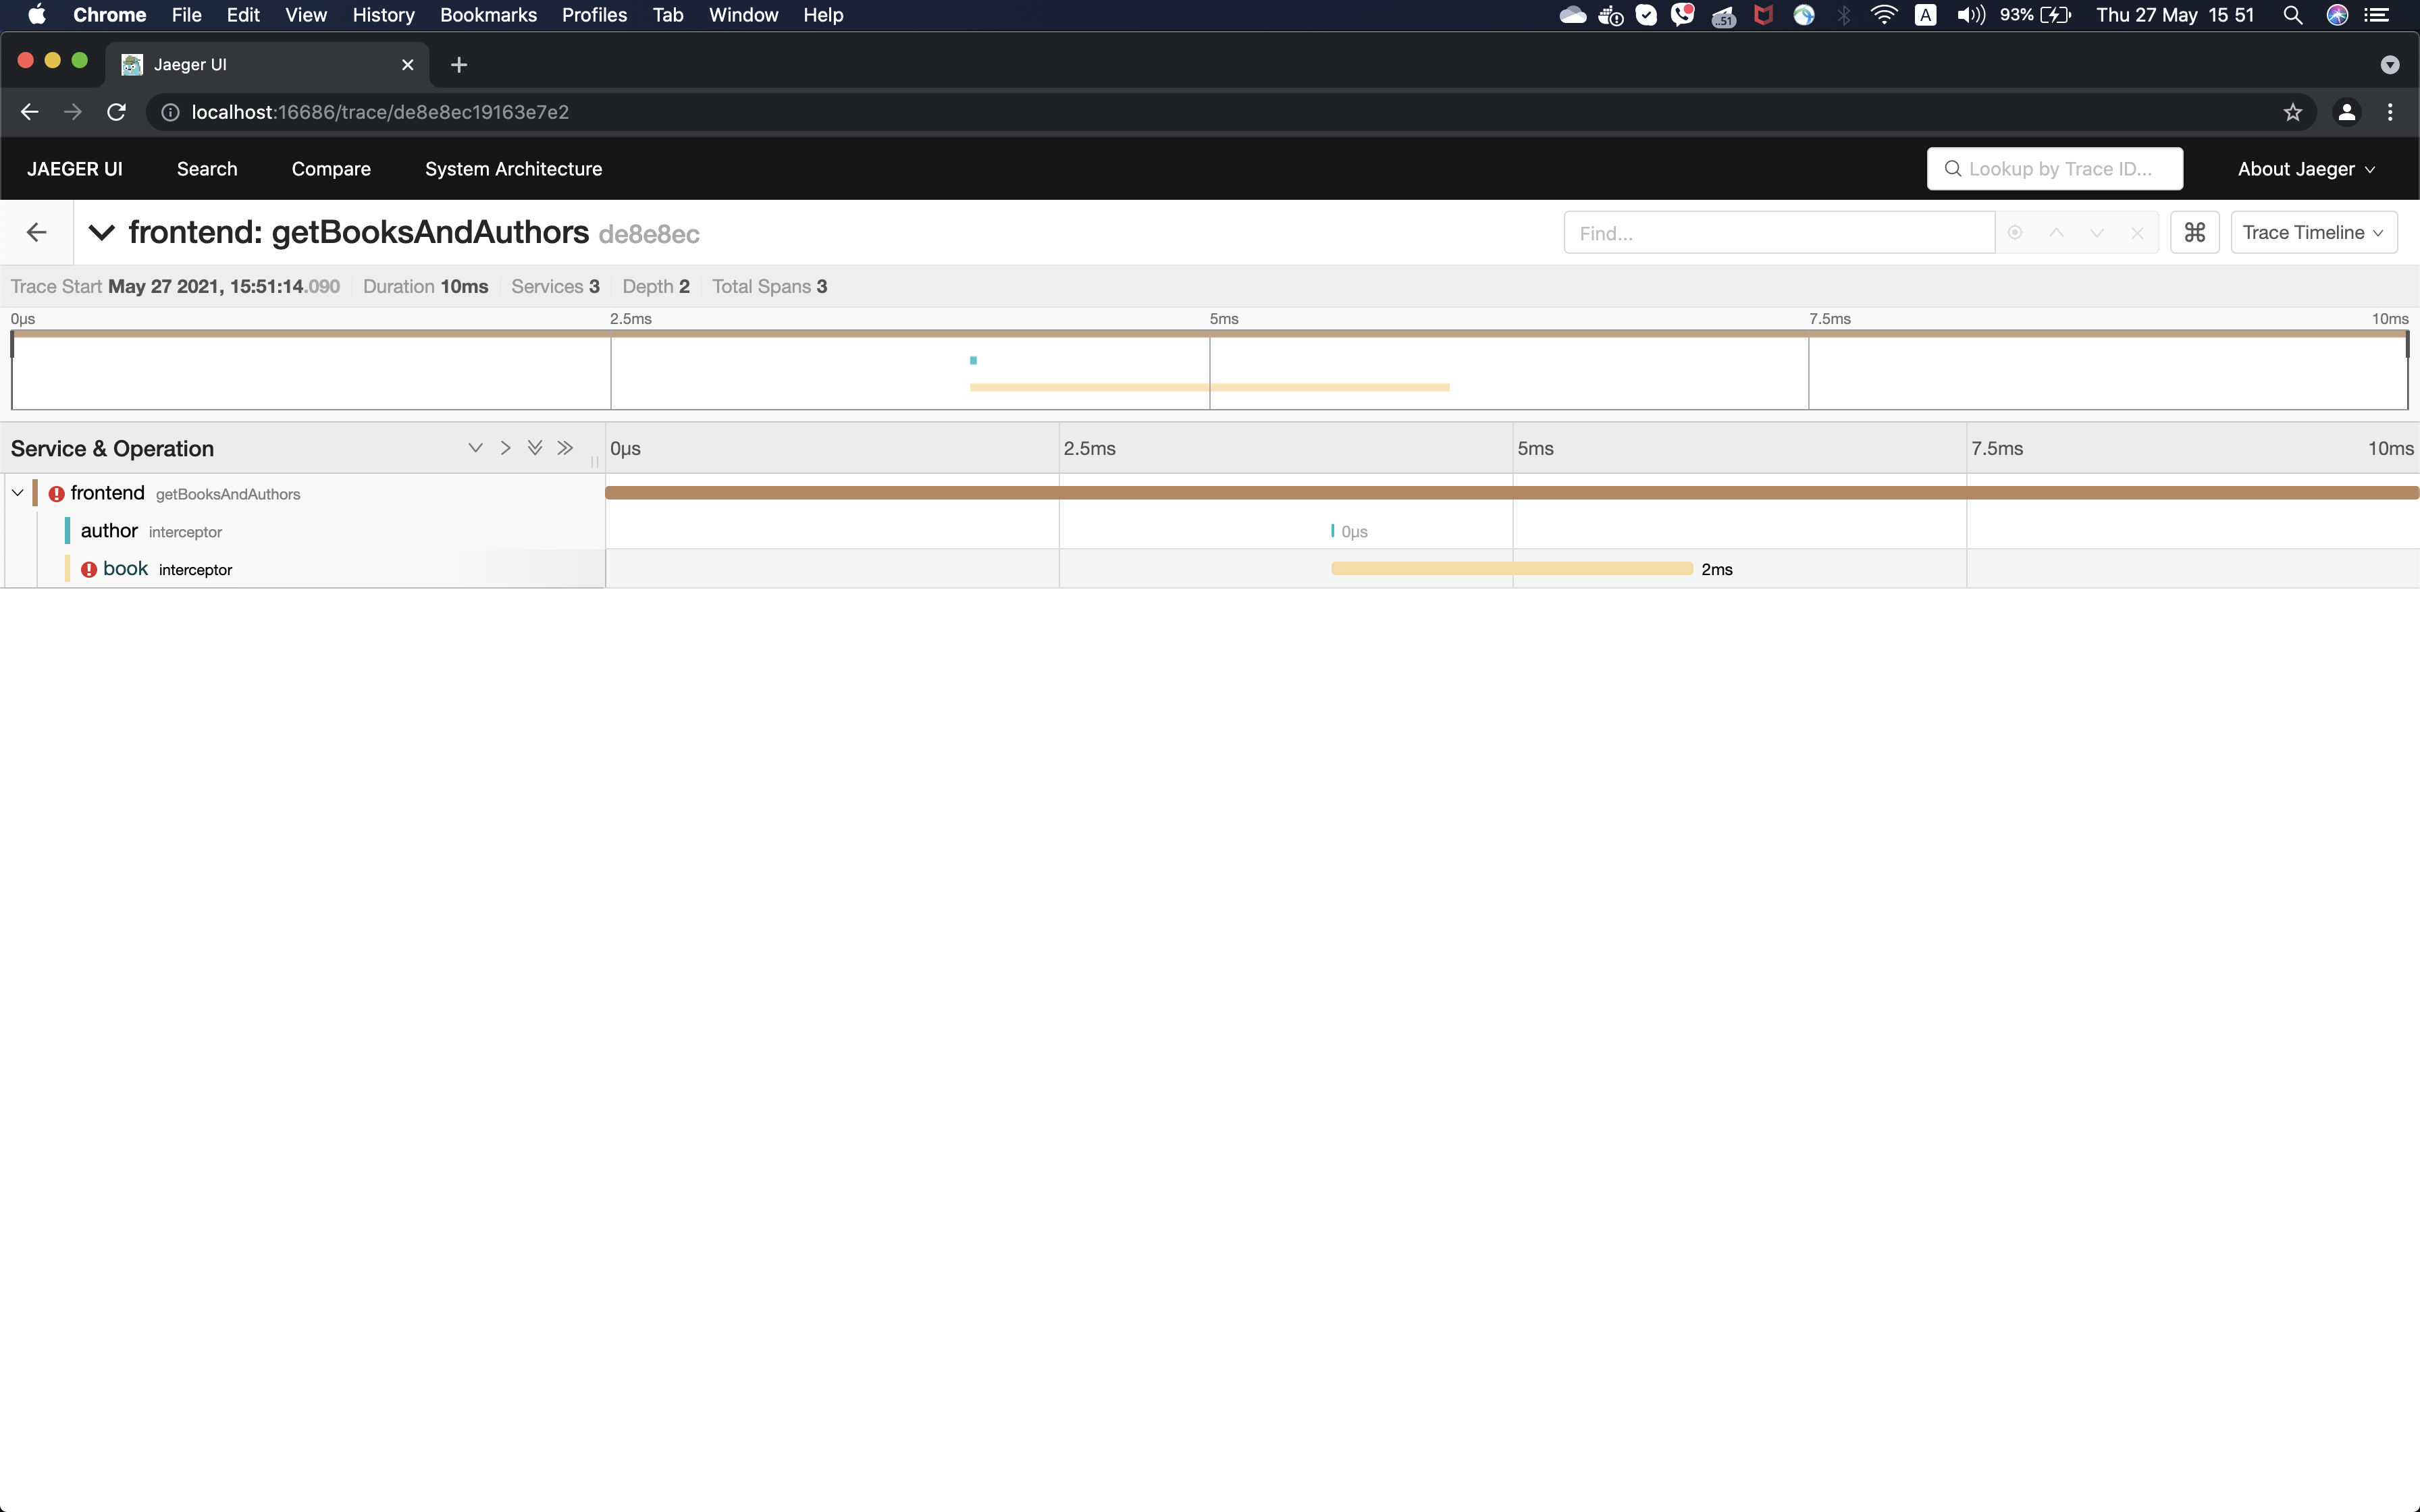 Chrome File Edit View History Bookmarks Profiles Tab Window Help .51 A 93% Thu 27 May 15 51
Jaeger UI
localhost:16686/trace/de8e8ec19163e7e2
JAEGER UI Search Compare System Architecture Lookup by Trace ID... About Jaeger
frontend: getBooksAndAuthors de8e8ec Find... Trace Timeline
Trace Start May 27 2021, 15:51:14.090 Duration 10ms Services 3 Depth 2 Total Spans 3
0μs 2.5ms 5ms 7.5ms 10ms
Service & Operation 0μs 2.5ms 5ms 7.5ms 10ms
frontend getBooksAndAuthors
author interceptor 0μs
book interceptor 2ms